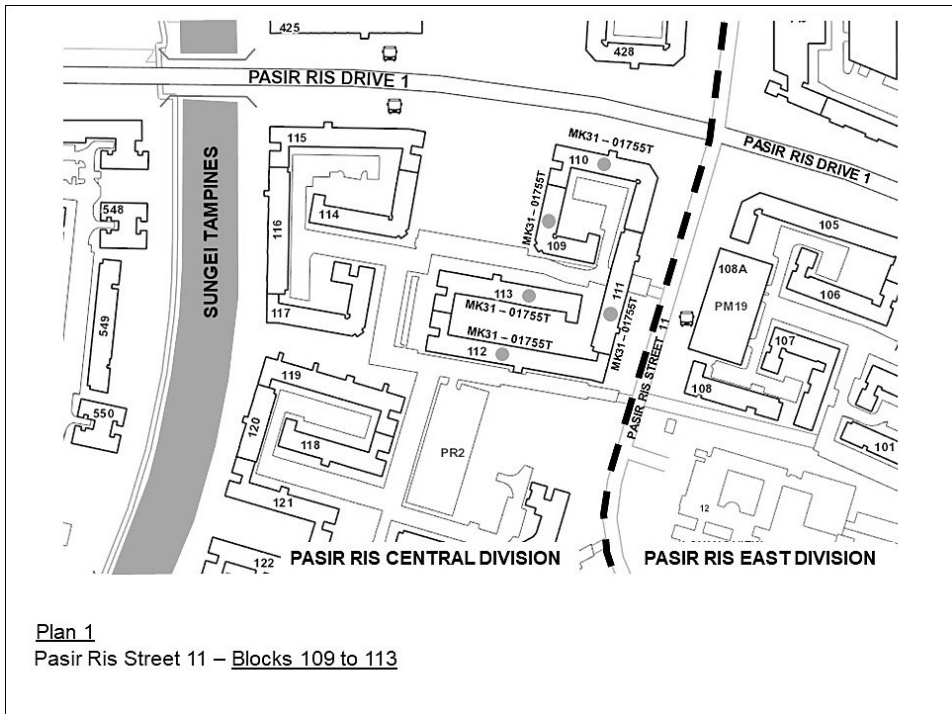 425
428
PASIR RIS DRIVE 1
PASIR RIS DRIVE 1
MK31 – 01755T
110
MK31 – 01755T
109
115
114
116
117
SUNGEI TAMPINES
548
549
550
113
MK31 – 01755T
MK31 – 01755T
112
111
MK31 – 01755T
PASIR RIS STREET 11
105
108A
PM19
106
107
108
101
119
120
118
121
122
PR2
12
PASIR RIS CENTRAL DIVISION
PASIR RIS EAST DIVISION
Plan 1
Pasir Ris Street 11 – Blocks 109 to 113